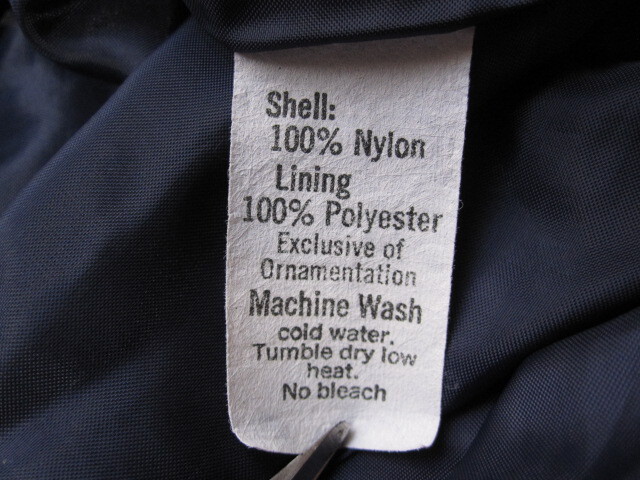 Shell:
100% Nylon
Lining
100% Polyester
Exclusive of
Ornamentation
Machine Wash
cold water.
Tumble dry low
heat.
No bleach